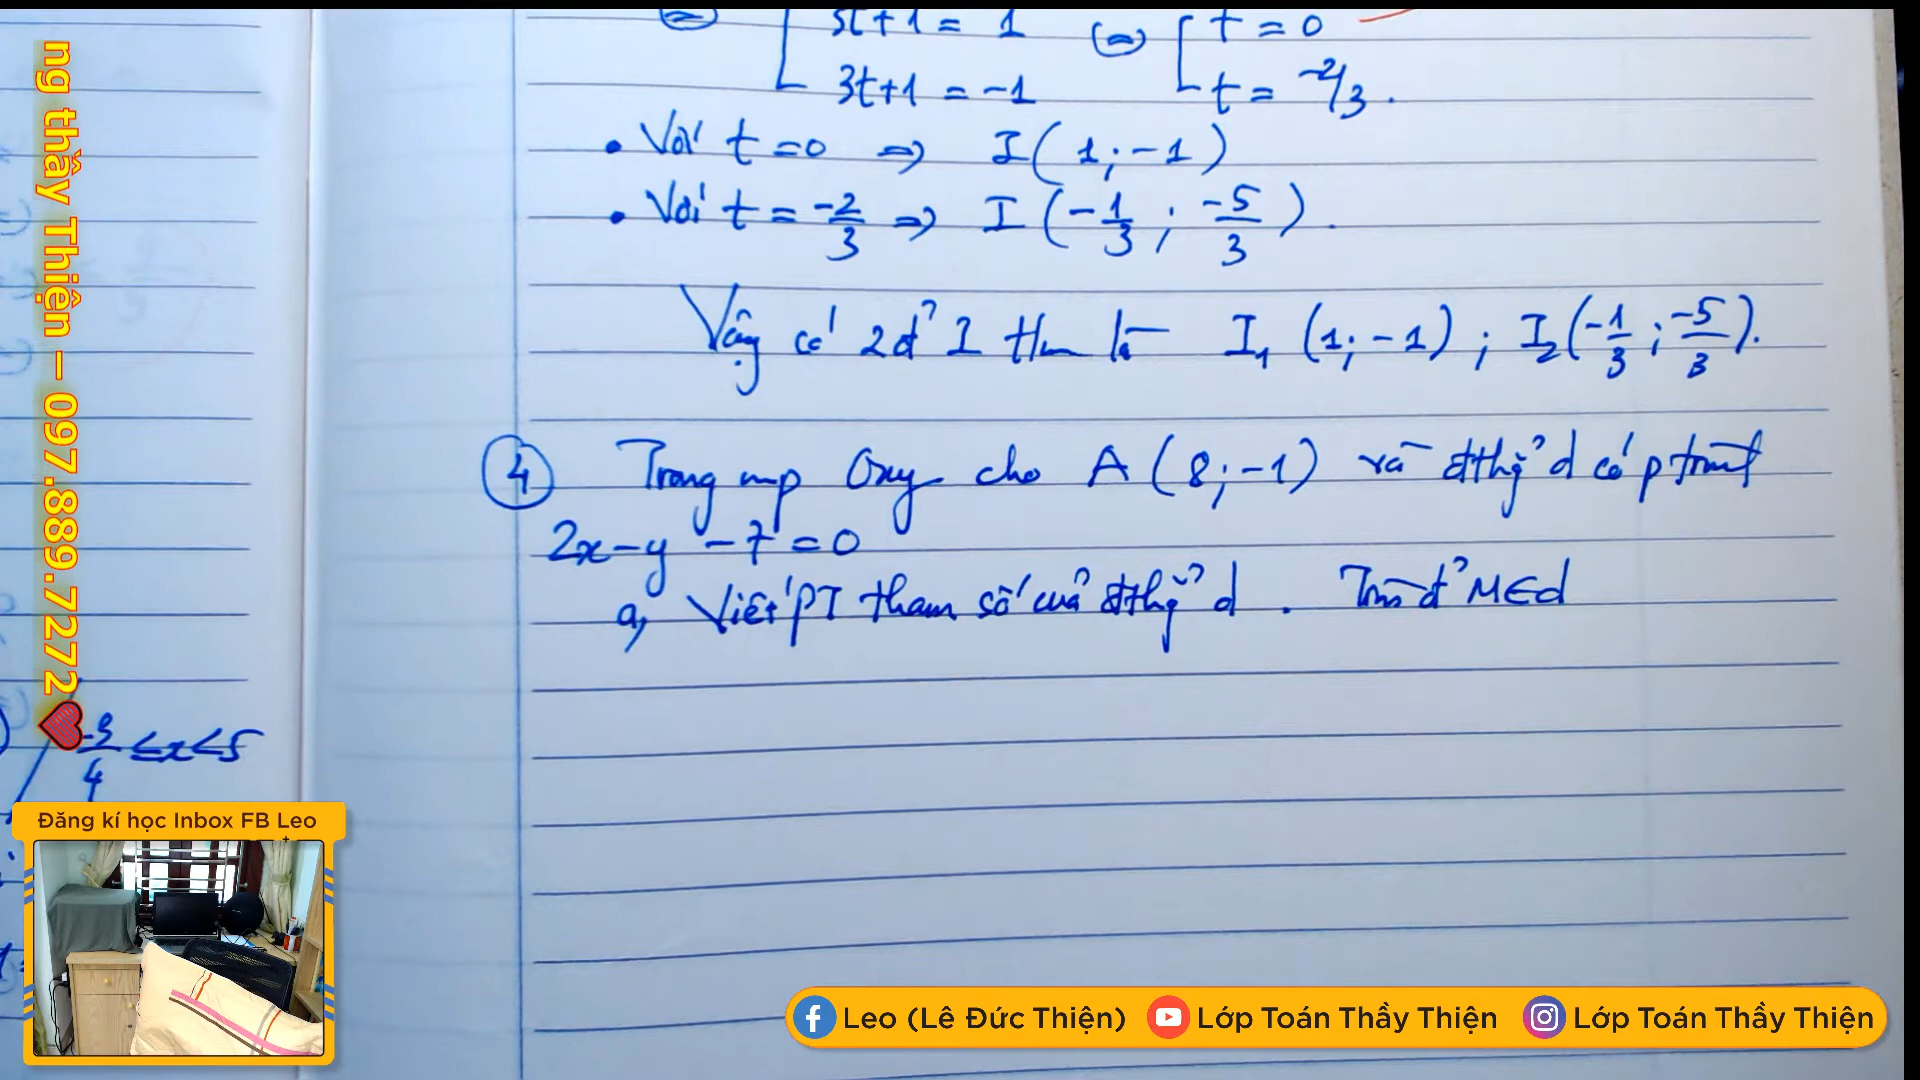 3t+1 = 1 (=) t = 0
3t+1 = -1 t = -2/3.
• Với t = 0 => I(1; -1)
• Với t = -2/3 => I(-1/3; -5/3).
Vậy có 2 đ' I là I1 (1; -1); I2(-1/3; -5/3).
4 Trong mp Oxy cho A (8; -1) và đthg d có ptrình
2x - y - 7 = 0
a, Viết PT tham số của đthg d. Tìm đ' M∈d
ng thầy Thiện – 097.889.7272
≤x<5
4
Đăng kí học Inbox FB Leo
Leo (Lê Đức Thiện) Lớp Toán Thầy Thiện Lớp Toán Thầy Thiện